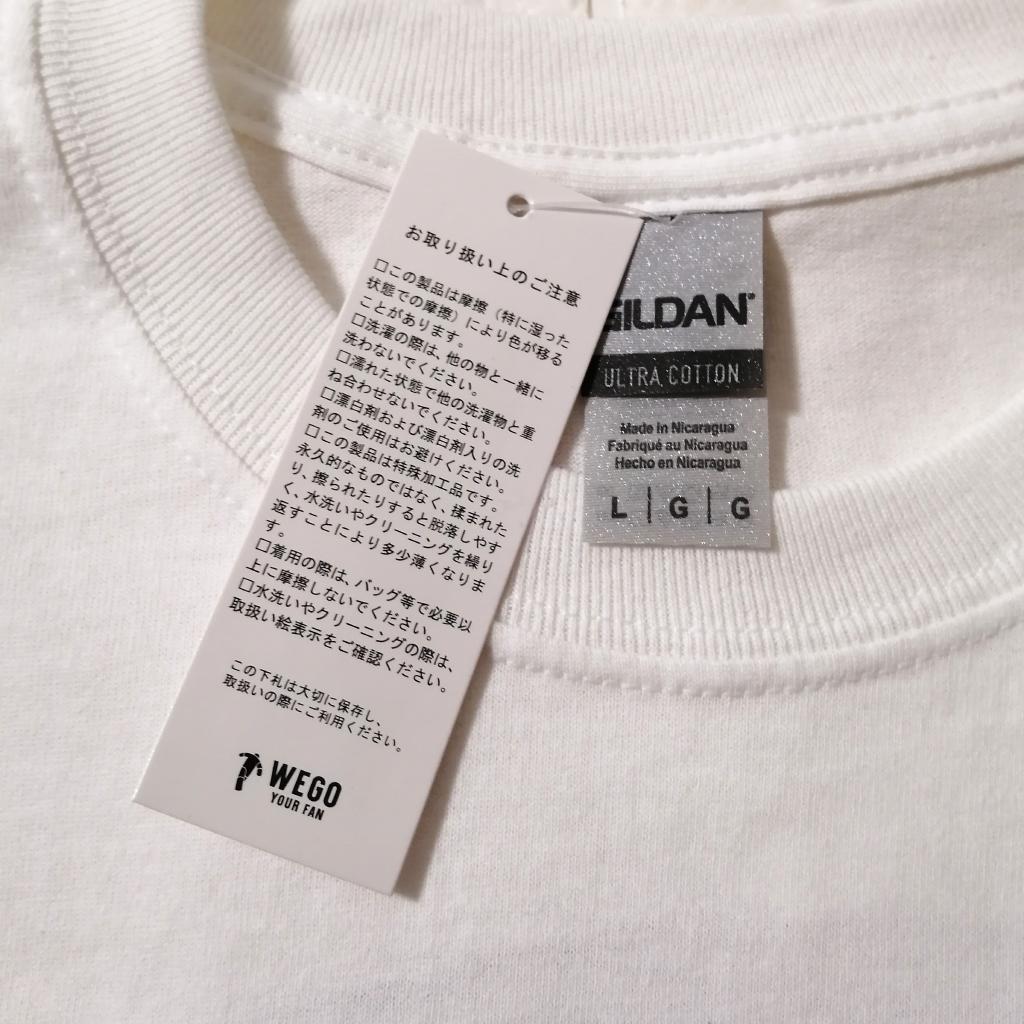 お取り扱い上のご注意
□この製品は摩擦（特に湿った
状態での摩擦）により色が移る
ことがあります。
□洗濯の際は、他の物と一緒に
洗わないでください。
□濡れた状態で他の洗濯物と重
ね合わせないでください。
□漂白剤および漂白剤入りの洗
剤のご使用はお避けください。
□この製品は特殊加工品です。
永久的なものではなく、揉まれた
り、擦られたりすると脱落しやす
く、水洗いやクリーニングを繰り
返すことにより多少薄くなりま
す。
□着用の際は、バッグ等で必要以
上に摩擦しないでください。
□水洗いやクリーニングの際は、
取扱い絵表示をご確認ください。
この下札は大切に保存し、
取扱いの際にご利用ください。
WEGO
YOUR FAN
GILDAN®
ULTRA COTTON
Made in Nicaragua
Fabriqué au Nicaragua
Hecho en Nicaragua
L | G | G